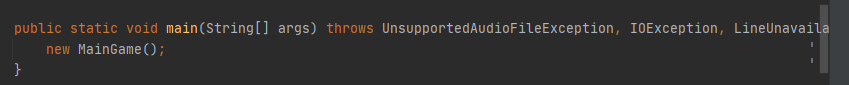 public static void main(String[] args) throws UnsupportedAudioFileException, IOException, LineUnavaila
new MainGame();
}